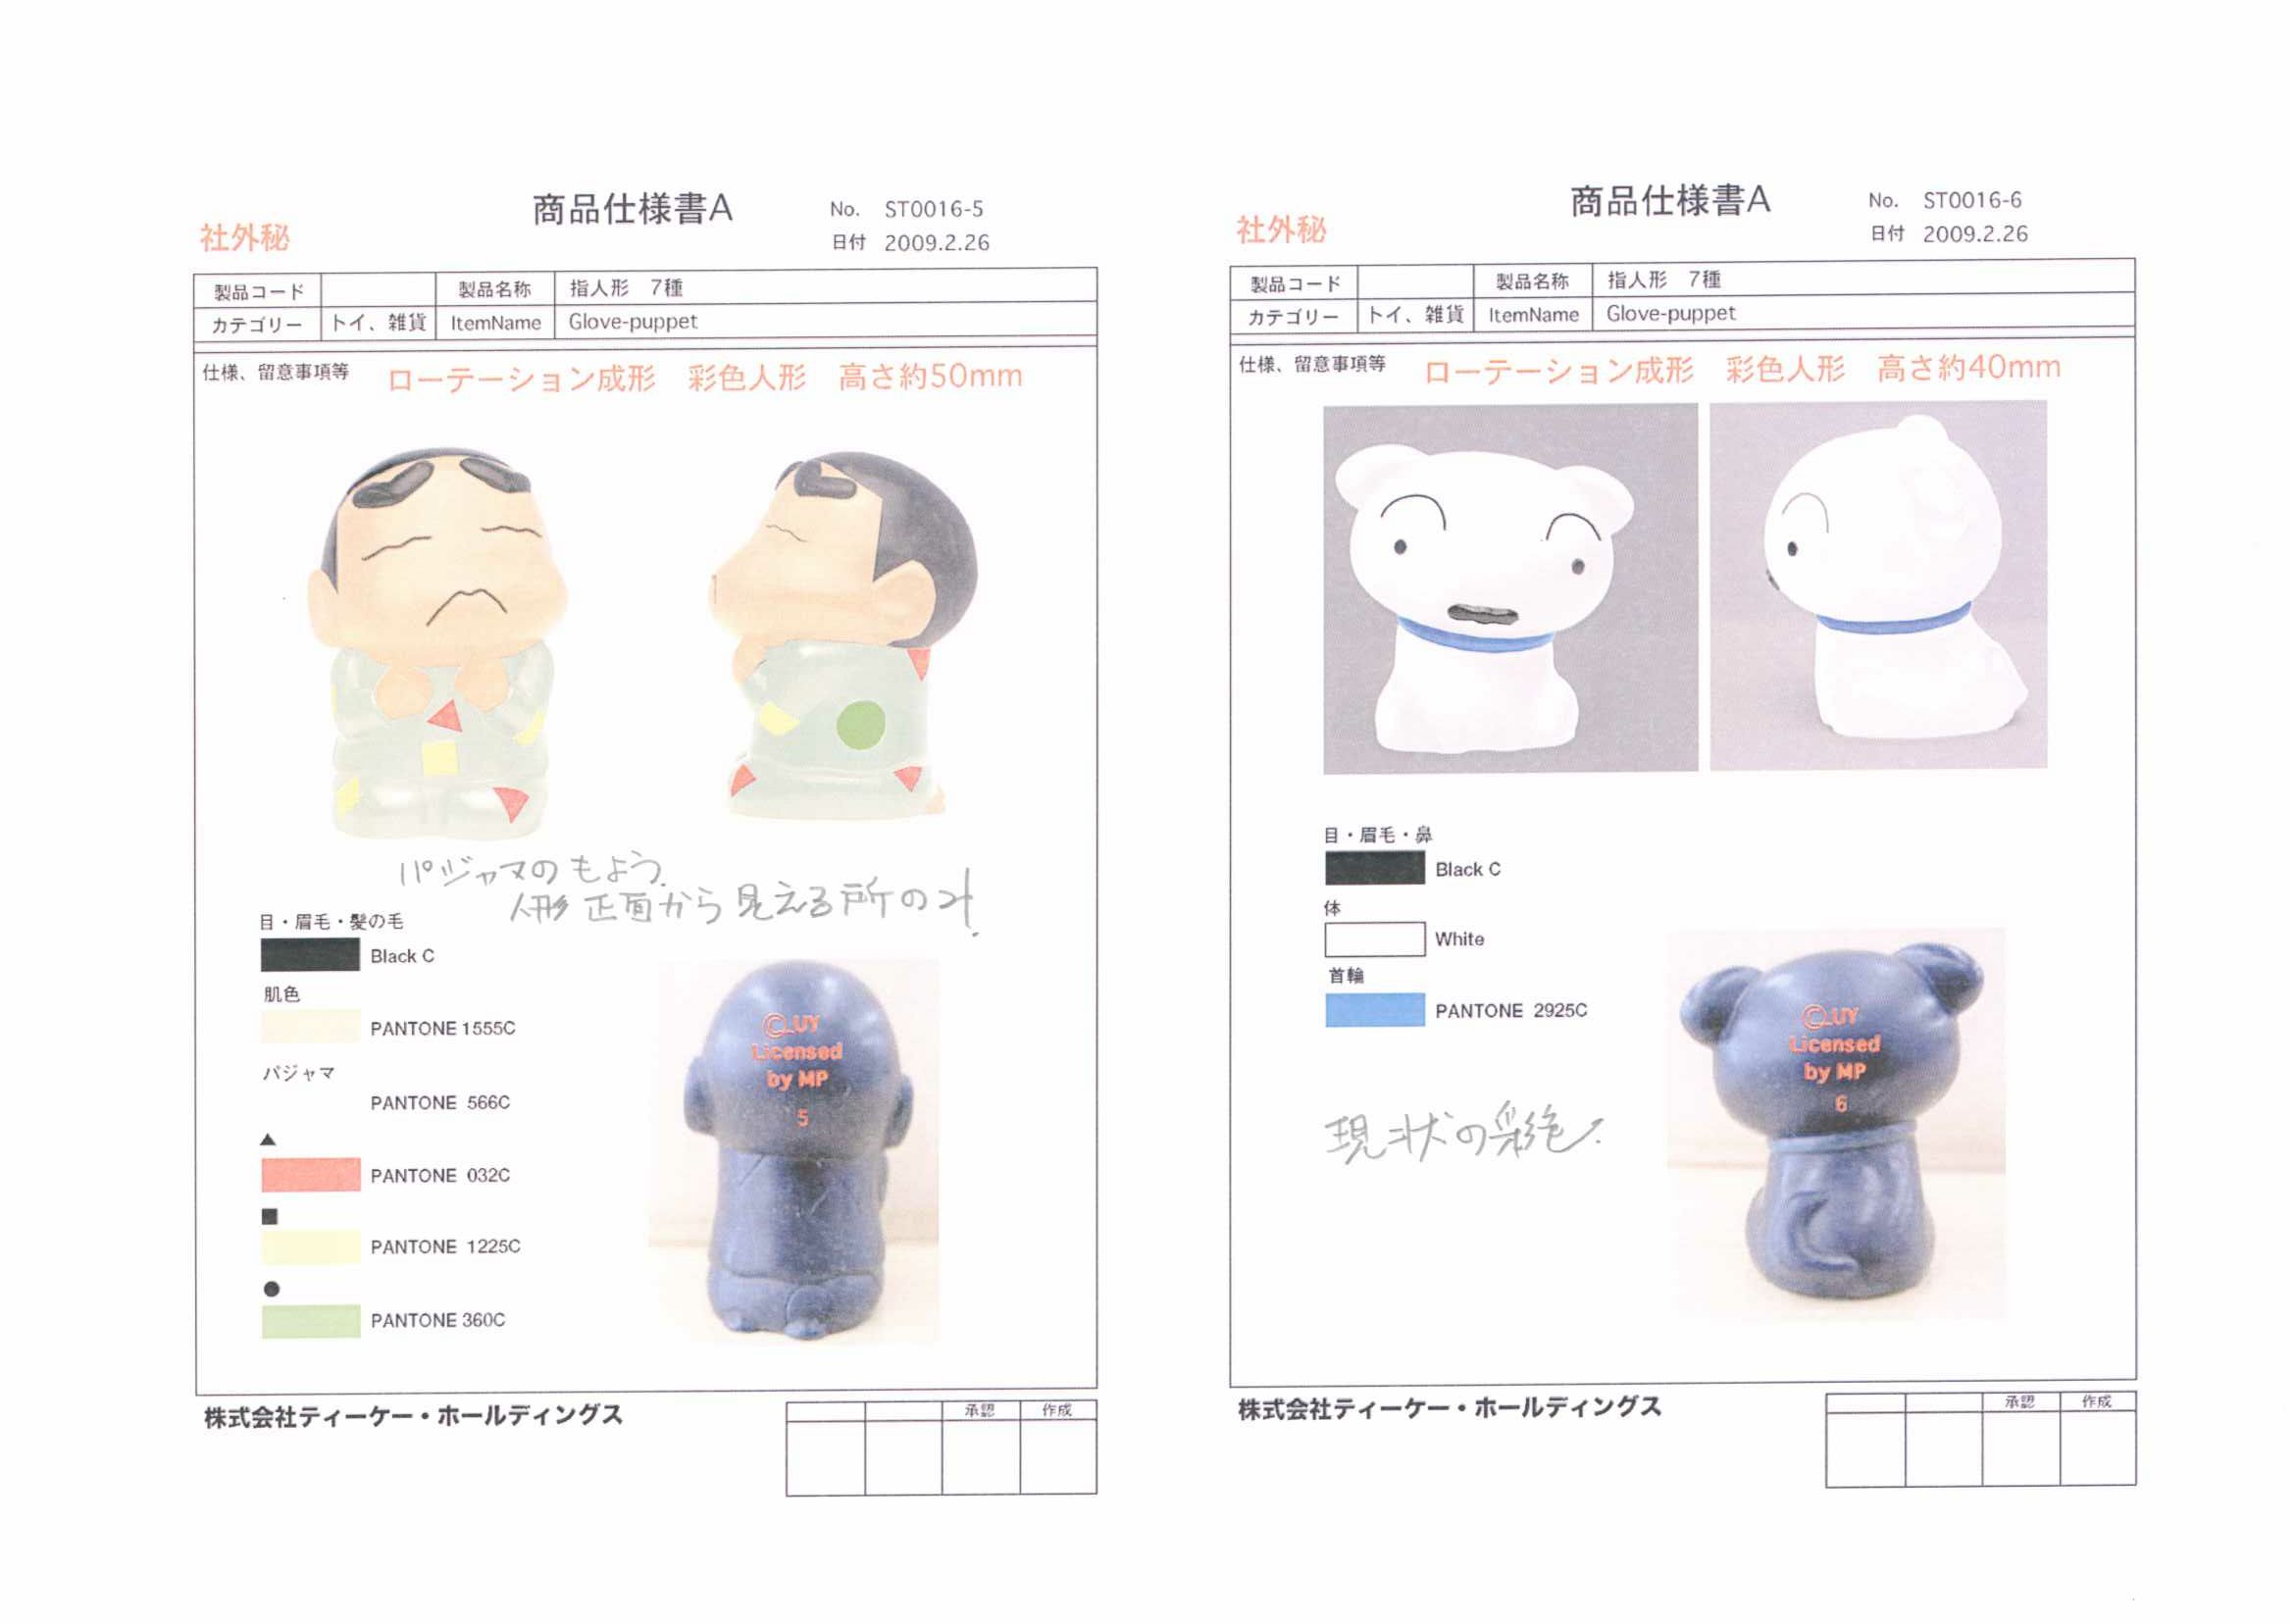 商品仕様書A
No. ST0016-5
社外秘
日付 2009.2.26
製品コード 製品名称 指人形 7種
カテゴリー トイ、雑貨 ItemName Glove-puppet
仕様、留意事項等 ローテーション成形 彩色人形 高さ約50mm
パジャマのもよう.
人形正面から見える所のみ.
目・眉毛・髪の毛
Black C
肌色
PANTONE 1555C
パジャマ
PANTONE 566C
▲
PANTONE 032C
■
PANTONE 1225C
●
PANTONE 360C
©UY
Licensed
by MP
5
株式会社ティーケー・ホールディングス
承認 作成
商品仕様書A
No. ST0016-6
社外秘
日付 2009.2.26
製品コード 製品名称 指人形 7種
カテゴリー トイ、雑貨 ItemName Glove-puppet
仕様、留意事項等 ローテーション成形 彩色人形 高さ約40mm
目・眉毛・鼻
Black C
体
White
首輪
PANTONE 2925C
現状の彩色.
©UY
Licensed
by MP
6
株式会社ティーケー・ホールディングス
承認 作成